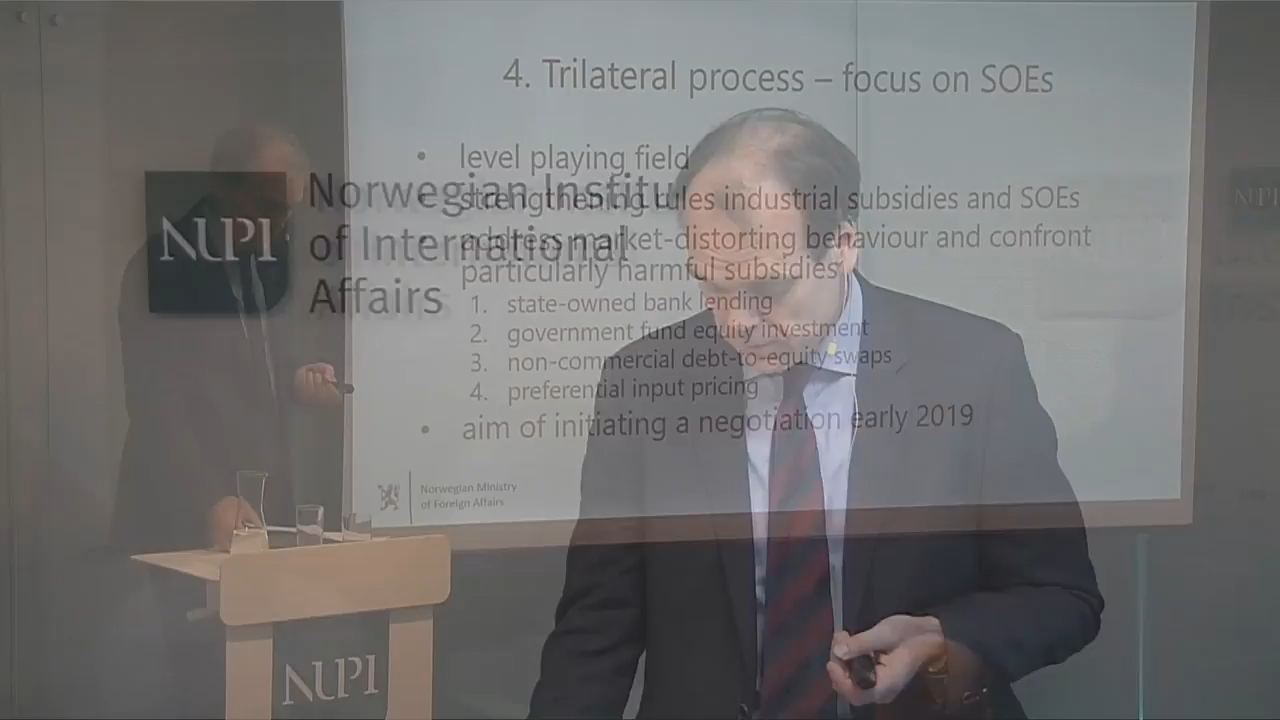 4. Trilateral process – focus on SOEs
• level playing field
• strengthening rules industrial subsidies and SOEs
address market-distorting behaviour and confront
particularly harmful subsidies
1. state-owned bank lending
2. government fund equity investment
3. non-commercial debt-to-equity swaps
4. preferential input pricing
• aim of initiating a negotiation early 2019
Norwegian Ministry
of Foreign Affairs
NUPI
Norwegian Institu
of International
Affairs
NUPI
NUPI